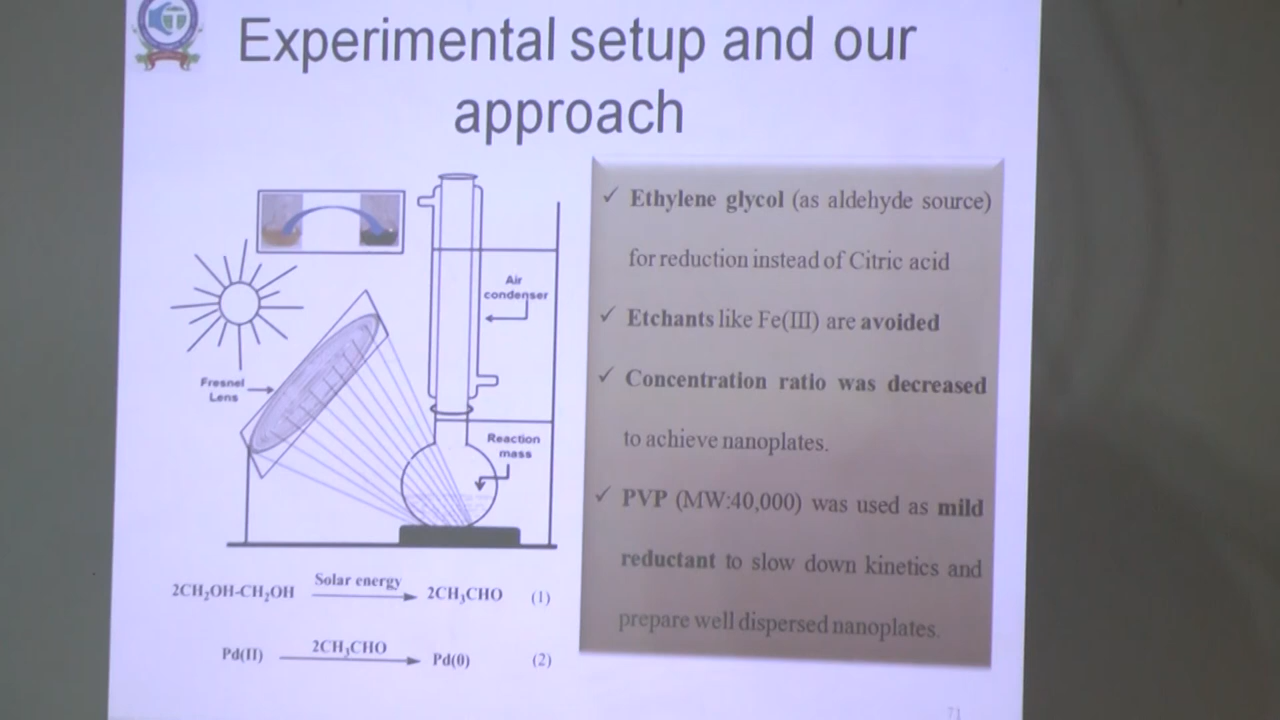 Experimental setup and our
approach
Air
condenser
Fresnel
Lens
Reaction
mass
2CH₂OH-CH₂OH Solar energy 2CH₃CHO (1)
Pd(II) 2CH₃CHO Pd(0) (2)
✓ Ethylene glycol (as aldehyde source)
for reduction instead of Citric acid
✓ Etchants like Fe(III) are avoided
✓ Concentration ratio was decreased
to achieve nanoplates.
✓ PVP (MW:40,000) was used as mild
reductant to slow down kinetics and
prepare well dispersed nanoplates.
71